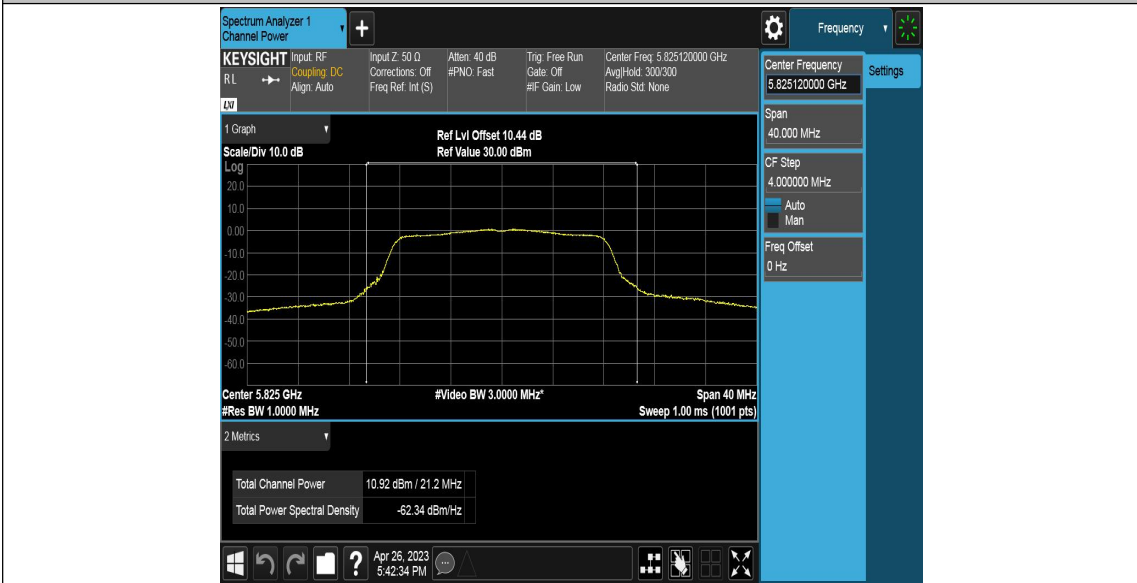 Spectrum Analyzer 1
Channel Power
+
Frequency
KEYSIGHT
R L
LXI
Input: RF
Coupling: DC
Align: Auto
Input Z: 50 Ω
Corrections: Off
Freq Ref: Int (S)
Atten: 40 dB
#PNO: Fast
Trig: Free Run
Gate: Off
#IF Gain: Low
Center Freq: 5.825120000 GHz
Avg|Hold: 300/300
Radio Std: None
Center Frequency
5.825120000 GHz
Settings
Span
40.000 MHz
CF Step
4.000000 MHz
Auto
Man
Freq Offset
0 Hz
1 Graph
Scale/Div 10.0 dB
Ref Lvl Offset 10.44 dB
Ref Value 30.00 dBm
Log
20.0
10.0
0.00
-10.0
-20.0
-30.0
-40.0
-50.0
-60.0
Center 5.825 GHz
#Res BW 1.0000 MHz
#Video BW 3.0000 MHz*
Span 40 MHz
Sweep 1.00 ms (1001 pts)
2 Metrics
Total Channel Power 10.92 dBm / 21.2 MHz
Total Power Spectral Density -62.34 dBm/Hz
?
Apr 26, 2023
5:42:34 PM